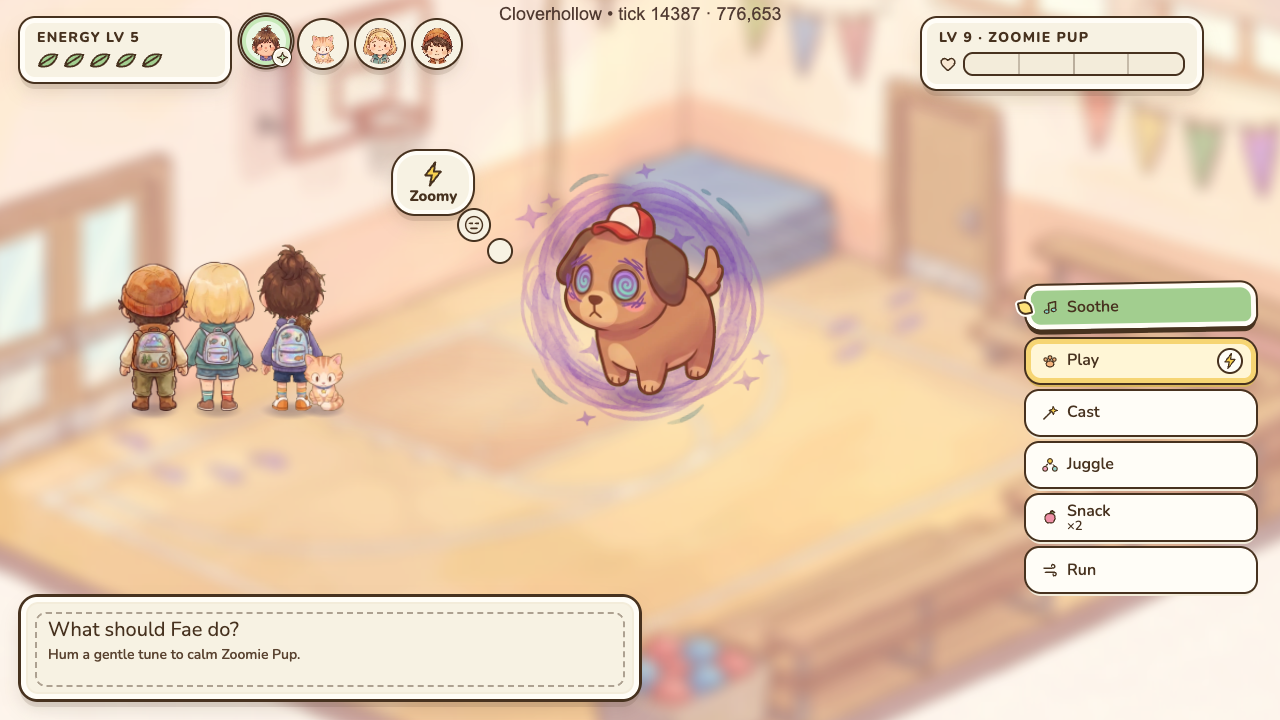 Cloverhollow • tick 14387 · 776,653
ENERGY LV 5
LV 9 · ZOOMIE PUP
Zoomy
Soothe
Play
Cast
Juggle
Snack
×2
Run
What should Fae do?
Hum a gentle tune to calm Zoomie Pup.